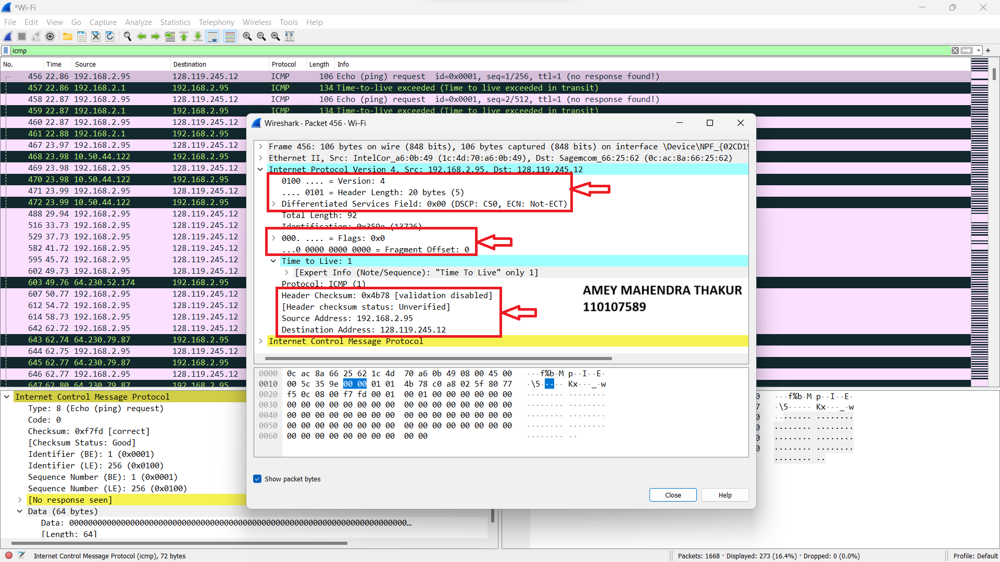 *Wi-Fi
File Edit View Go Capture Analyze Statistics Telephony Wireless Tools Help
icmp
No. Time Source Destination Protocol Length Info
456 22.86 192.168.2.95 128.119.245.12 ICMP 106 Echo (ping) request id=0x0001, seq=1/256, ttl=1 (no response found!)
457 22.86 192.168.2.1 192.168.2.95 ICMP 134 Time-to-live exceeded (Time to live exceeded in transit)
458 22.87 192.168.2.95 128.119.245.12 ICMP 106 Echo (ping) request id=0x0001, seq=2/512, ttl=1 (no response found!)
459 22.87 192.168.2.1 192.168.2.95 ICMP 134 Time-to-live exceeded (Time to live exceeded in transit)
460 22.87 192.168.2.95 128.119.245.12
461 22.88 192.168.2.1 192.168.2.95
467 23.97 192.168.2.95 128.119.245.12
468 23.98 10.50.44.122 192.168.2.95
469 23.98 192.168.2.95 128.119.245.12
470 23.98 10.50.44.122 192.168.2.95
471 23.99 192.168.2.95 128.119.245.12
472 23.99 10.50.44.122 192.168.2.95
488 29.94 192.168.2.95 128.119.245.12
516 33.73 192.168.2.95 128.119.245.12
529 37.73 192.168.2.95 128.119.245.12
582 41.72 192.168.2.95 128.119.245.12
595 45.72 192.168.2.95 128.119.245.12
602 49.73 192.168.2.95 128.119.245.12
603 49.76 64.230.52.174 192.168.2.95
607 50.77 192.168.2.95 128.119.245.12
612 54.72 192.168.2.95 128.119.245.12
614 58.73 192.168.2.95 128.119.245.12
642 62.72 192.168.2.95 128.119.245.12
643 62.74 64.230.79.87 192.168.2.95
644 62.75 192.168.2.95 128.119.245.12
645 62.77 64.230.79.87 192.168.2.95
646 62.77 192.168.2.95 128.119.245.12
647 62.80 64.230.79.87 192.168.2.95
Wireshark · Packet 456 · Wi-Fi
Frame 456: 106 bytes on wire (848 bits), 106 bytes captured (848 bits) on interface \Device\NPF_{02CD19
Ethernet II, Src: IntelCor_a6:0b:49 (1c:4d:70:a6:0b:49), Dst: Sagemcom_66:25:62 (0c:ac:8a:66:25:62)
Internet Protocol Version 4, Src: 192.168.2.95, Dst: 128.119.245.12
0100 .... = Version: 4
.... 0101 = Header Length: 20 bytes (5)
Differentiated Services Field: 0x00 (DSCP: CS0, ECN: Not-ECT)
Total Length: 92
Identification: 0x359e (13726)
000. .... = Flags: 0x0
...0 0000 0000 0000 = Fragment Offset: 0
Time to Live: 1
[Expert Info (Note/Sequence): "Time To Live" only 1]
Protocol: ICMP (1)
Header Checksum: 0x4b78 [validation disabled]
[Header checksum status: Unverified]
Source Address: 192.168.2.95
Destination Address: 128.119.245.12
Internet Control Message Protocol
AMEY MAHENDRA THAKUR
110107589
0000 0c ac 8a 66 25 62 1c 4d 70 a6 0b 49 08 00 45 00 ···f%b·M p··I··E·
0010 00 5c 35 9e 00 00 01 01 4b 78 c0 a8 02 5f 80 77 ·\5····· Kx···_·w
0020 f5 0c 08 00 f7 fd 00 01 00 01 00 00 00 00 00 00 ········ ········
0030 00 00 00 00 00 00 00 00 00 00 00 00 00 00 00 00 ········ ········
0040 00 00 00 00 00 00 00 00 00 00 00 00 00 00 00 00 ········ ········
0050 00 00 00 00 00 00 00 00 00 00 00 00 00 00 00 00 ········ ········
0060 00 00 00 00 00 00 00 00 00 00 ········ ··
Show packet bytes
Close Help
Internet Control Message Protocol
Type: 8 (Echo (ping) request)
Code: 0
Checksum: 0xf7fd [correct]
[Checksum Status: Good]
Identifier (BE): 1 (0x0001)
Identifier (LE): 256 (0x0100)
Sequence Number (BE): 1 (0x0001)
Sequence Number (LE): 256 (0x0100)
[No response seen]
Data (64 bytes)
Data: 000000000000000000000000000000000000000000000000000000000000000000000000…
[Length: 64]
0 ···f%b·M p··I··E·
7 ·\5····· Kx···_·w
0 ········ ········
0 ········ ········
0 ········ ········
0 ········ ········
········ ··
Internet Control Message Protocol (icmp), 72 bytes
Packets: 1668 · Displayed: 273 (16.4%) · Dropped: 0 (0.0%)
Profile: Default